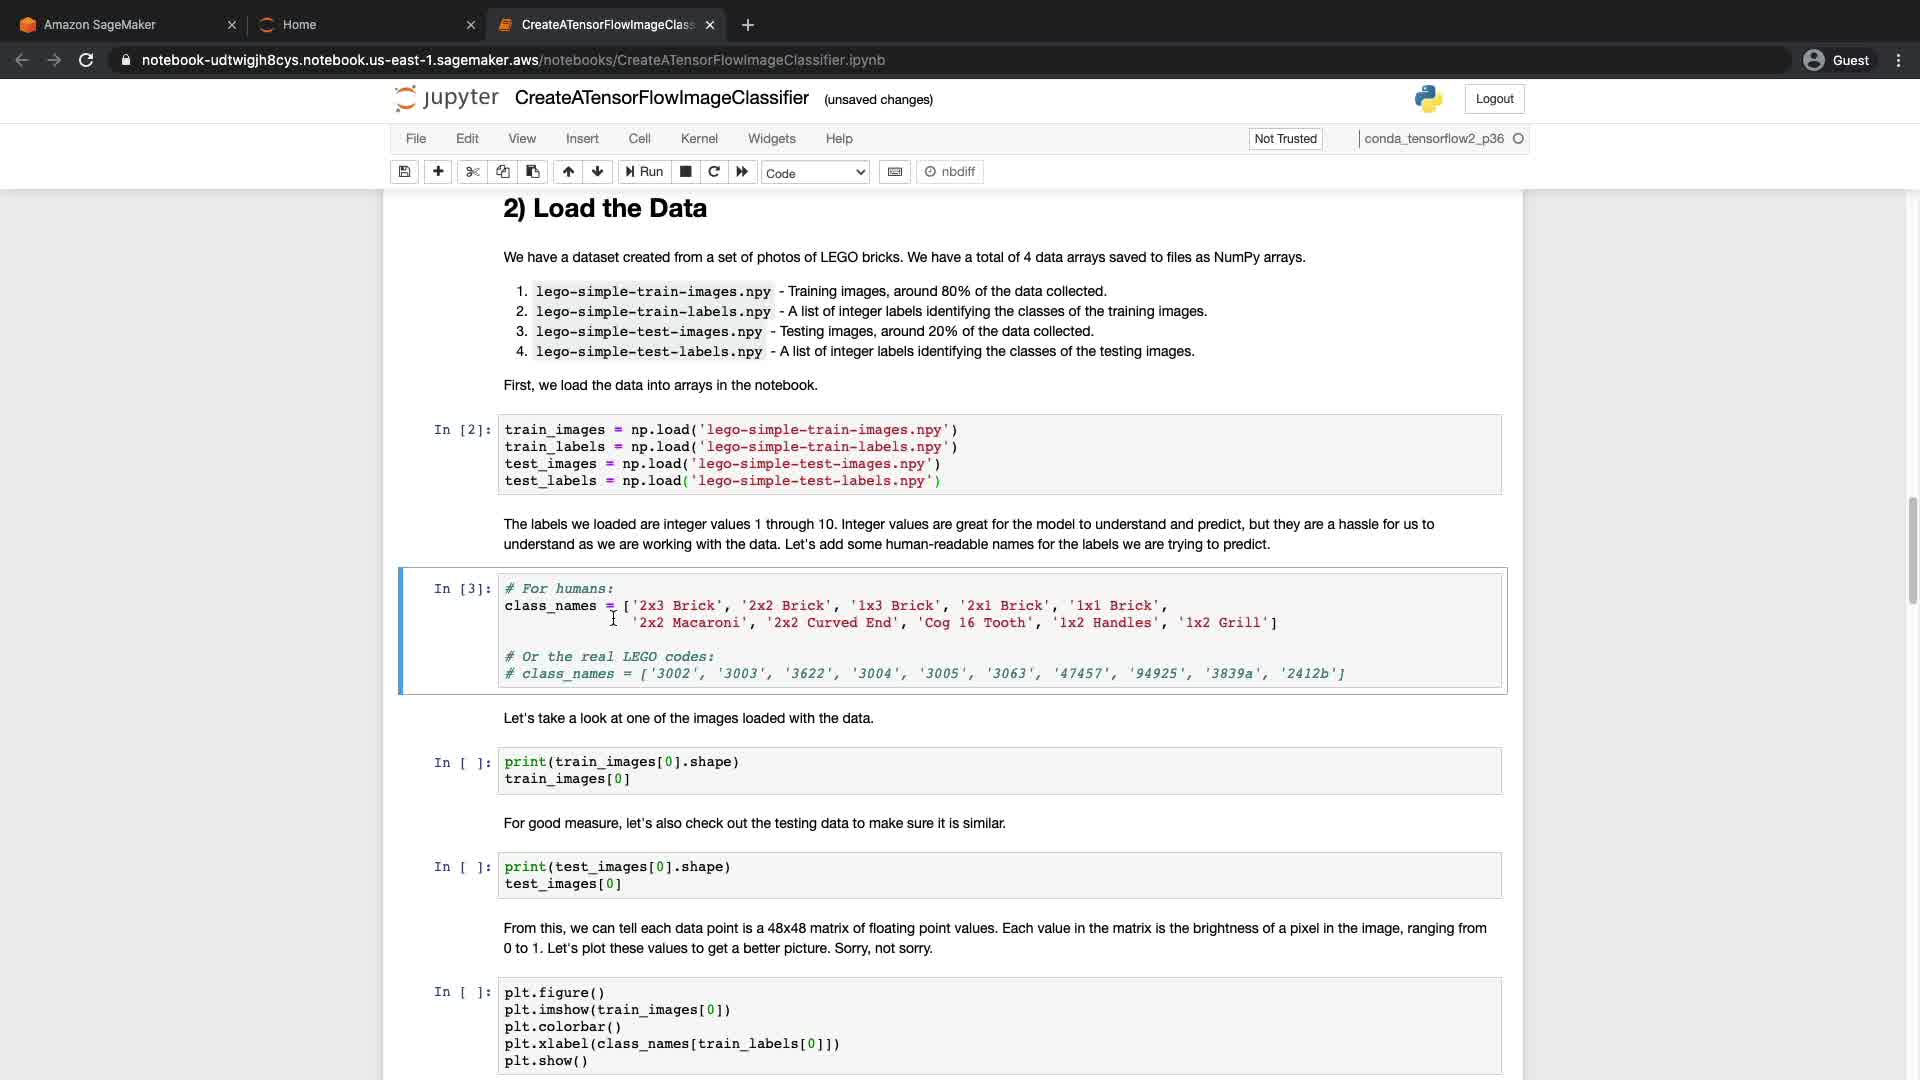 Amazon SageMaker
Home
CreateATensorFlowImageClass
notebook-udtwigjh8cys.notebook.us-east-1.sagemaker.aws/notebooks/CreateATensorFlowImageClassifier.ipynb
Guest
jupyter CreateATensorFlowImageClassifier (unsaved changes)
Logout
File Edit View Insert Cell Kernel Widgets Help
Not Trusted
conda_tensorflow2_p36
Run
Code
nbdiff
2) Load the Data
We have a dataset created from a set of photos of LEGO bricks. We have a total of 4 data arrays saved to files as NumPy arrays.
1. lego-simple-train-images.npy - Training images, around 80% of the data collected.
2. lego-simple-train-labels.npy - A list of integer labels identifying the classes of the training images.
3. lego-simple-test-images.npy - Testing images, around 20% of the data collected.
4. lego-simple-test-labels.npy - A list of integer labels identifying the classes of the testing images.
First, we load the data into arrays in the notebook.
In [2]: train_images = np.load('lego-simple-train-images.npy')
train_labels = np.load('lego-simple-train-labels.npy')
test_images = np.load('lego-simple-test-images.npy')
test_labels = np.load('lego-simple-test-labels.npy')
The labels we loaded are integer values 1 through 10. Integer values are great for the model to understand and predict, but they are a hassle for us to
understand as we are working with the data. Let's add some human-readable names for the labels we are trying to predict.
In [3]: # For humans:
class_names = ['2x3 Brick', '2x2 Brick', '1x3 Brick', '2x1 Brick', '1x1 Brick',
'2x2 Macaroni', '2x2 Curved End', 'Cog 16 Tooth', '1x2 Handles', '1x2 Grill']
# Or the real LEGO codes:
# class_names = ['3002', '3003', '3622', '3004', '3005', '3063', '47457', '94925', '3839a', '2412b']
Let's take a look at one of the images loaded with the data.
In [ ]: print(train_images[0].shape)
train_images[0]
For good measure, let's also check out the testing data to make sure it is similar.
In [ ]: print(test_images[0].shape)
test_images[0]
From this, we can tell each data point is a 48x48 matrix of floating point values. Each value in the matrix is the brightness of a pixel in the image, ranging from
0 to 1. Let's plot these values to get a better picture. Sorry, not sorry.
In [ ]: plt.figure()
plt.imshow(train_images[0])
plt.colorbar()
plt.xlabel(class_names[train_labels[0]])
plt.show()